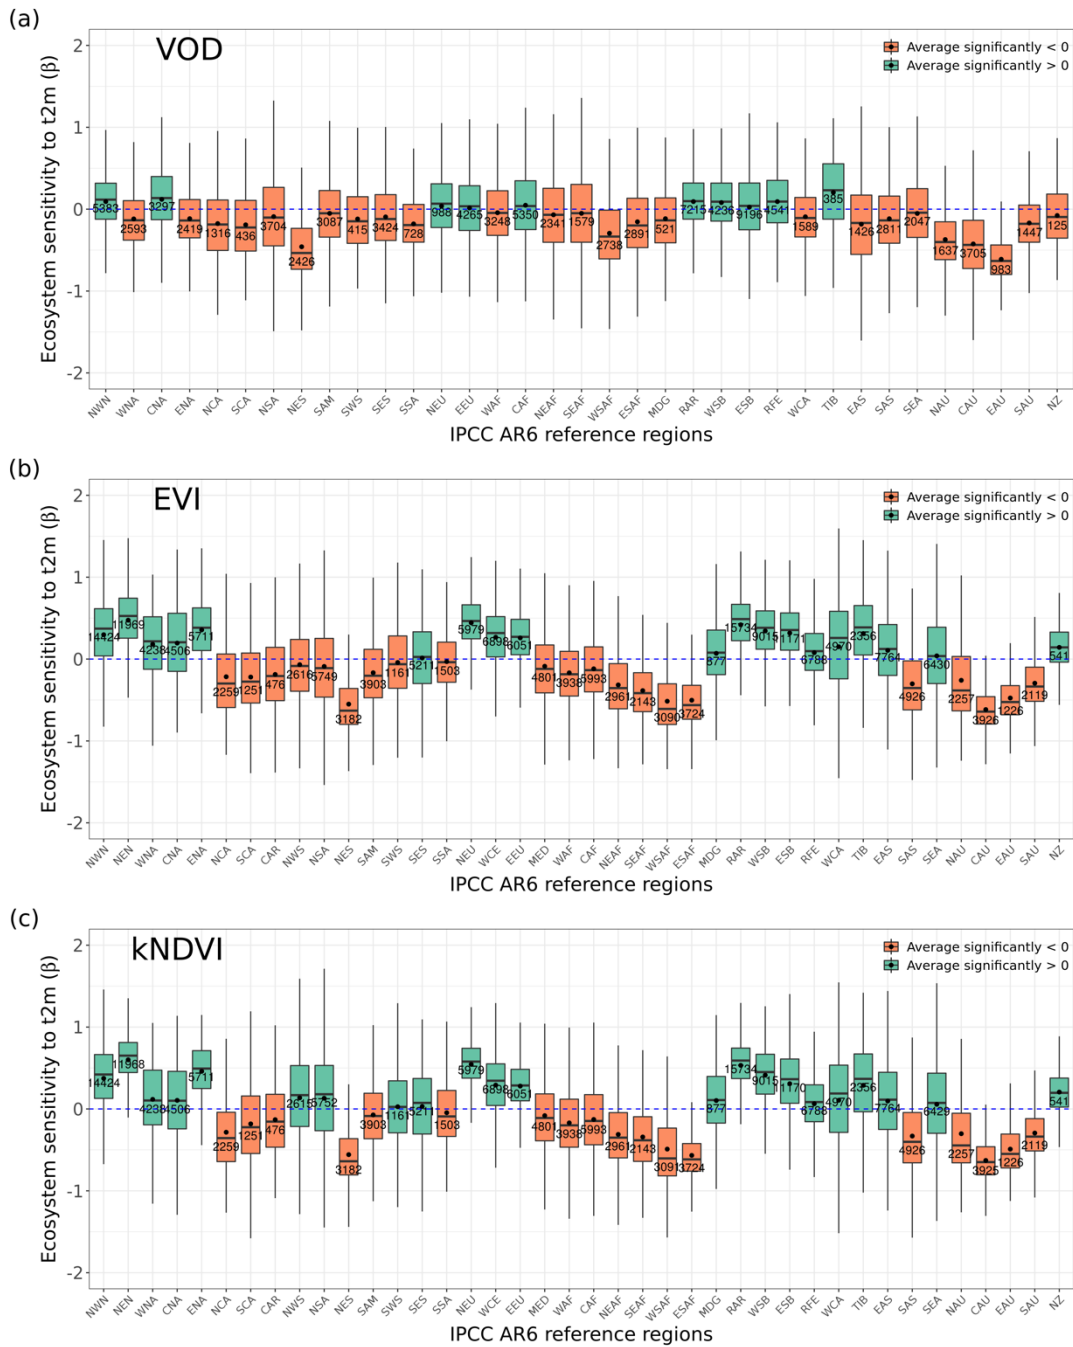 (a)
VOD
Average significantly < 0
Average significantly > 0
Ecosystem sensitivity to t2m (β)
2
1
0
-1
-2
5383 2593 3297 2419 1316 436 3704 2426 3087 415 3424 728 988 4265 3248 5350 2341 1579 2738 2891 521 7215 4236 9196 4541 1589 385 1426 2811 2047 1637 3705 983 1447 125
NWN WNA CNA ENA NCA SCA NSA NES SAM SWS SES SSA NEU EEU WAF CAF NEAF SEAF WSAF ESAF MDG RAR WSB ESB RFE WCA TIB EAS SAS SEA NAU CAU EAU SAU NZ
IPCC AR6 reference regions
(b)
EVI
Average significantly < 0
Average significantly > 0
Ecosystem sensitivity to t2m (β)
2
1
0
-1
-2
14424 11969 4238 4506 5711 2259 1251 476 2616 6749 3182 3903 1161 5211 1503 5979 6898 6051 4801 3938 5993 2961 2143 3090 3724 877 15734 9015 11171 6788 4970 2356 7764 4926 6430 2257 3926 1226 2119 541
NWN NEN WNA CNA ENA NCA SCA CAR NWS NSA NES SAM SWS SES SSA NEU WCE EEU MED WAF CAF NEAF SEAF WSAF ESAF MDG RAR WSB ESB RFE WCA TIB EAS SAS SEA NAU CAU EAU SAU NZ
IPCC AR6 reference regions
(c)
kNDVI
Average significantly < 0
Average significantly > 0
Ecosystem sensitivity to t2m (β)
2
1
0
-1
-2
14424 11968 4238 4506 5711 2259 1251 476 2615 6752 3182 3903 1161 5211 1503 5979 6898 6051 4801 3938 5993 2961 2143 3091 3724 877 15734 9015 11170 6788 4970 2356 7764 4926 6429 2257 3925 1226 2119 541
NWN NEN WNA CNA ENA NCA SCA CAR NWS NSA NES SAM SWS SES SSA NEU WCE EEU MED WAF CAF NEAF SEAF WSAF ESAF MDG RAR WSB ESB RFE WCA TIB EAS SAS SEA NAU CAU EAU SAU NZ
IPCC AR6 reference regions